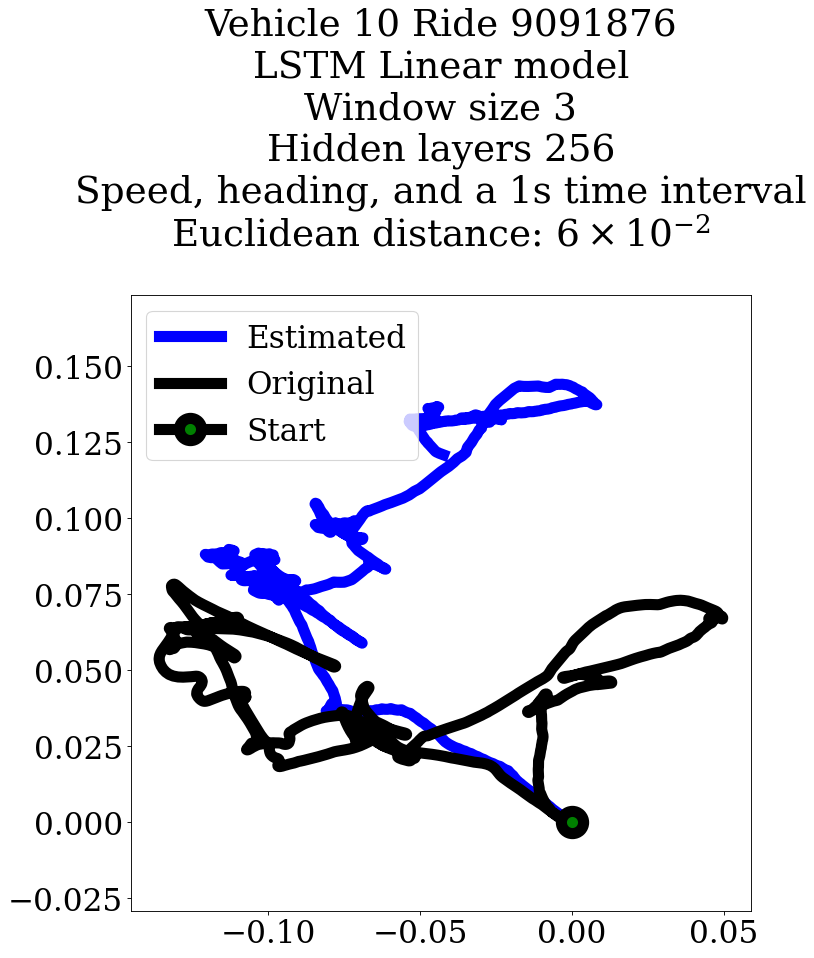 Vehicle 10 Ride 9091876
LSTM Linear model
Window size 3
Hidden layers 256
Speed, heading, and a 1s time interval
Euclidean distance: 6 × 10⁻²
Estimated
Original
Start
0.150
0.125
0.100
0.075
0.050
0.025
0.000
−0.025
−0.10 −0.05 0.00 0.05